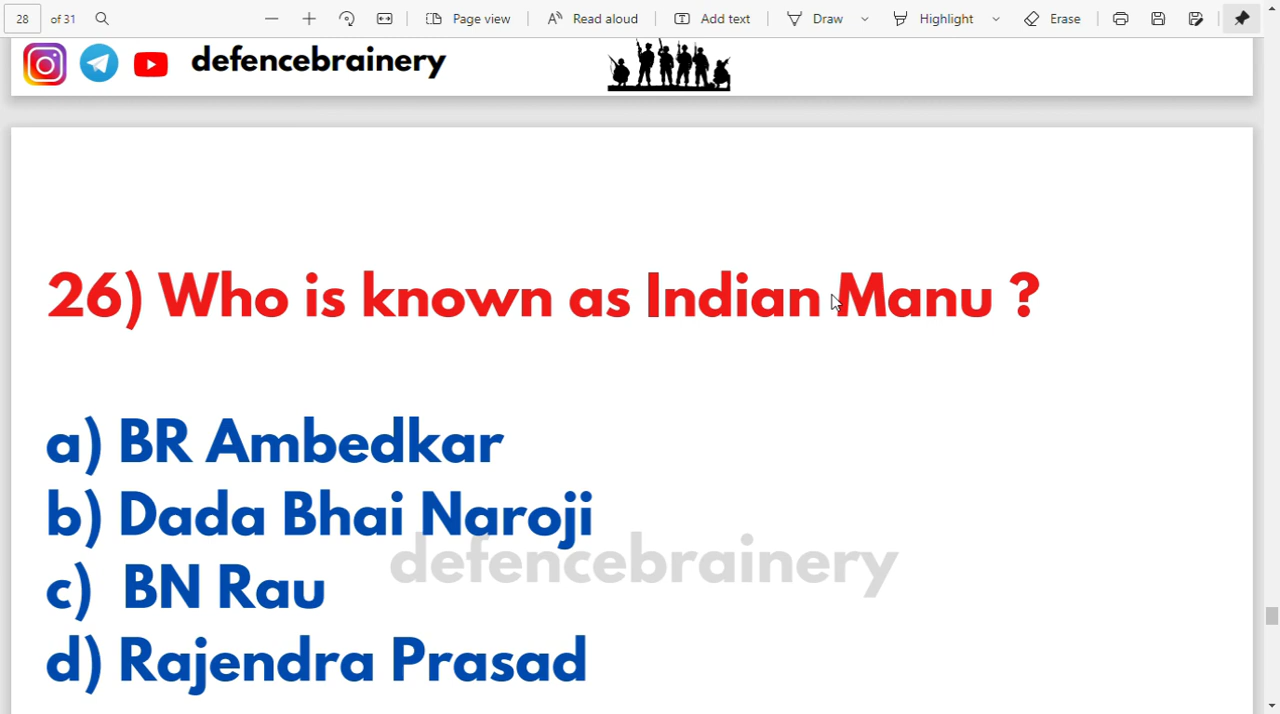 28 of 31 Page view Read aloud Add text Draw Highlight Erase
defencebrainery
26) Who is known as Indian Manu ?
a) BR Ambedkar
b) Dada Bhai Naroji
defencebrainery
c) BN Rau
d) Rajendra Prasad